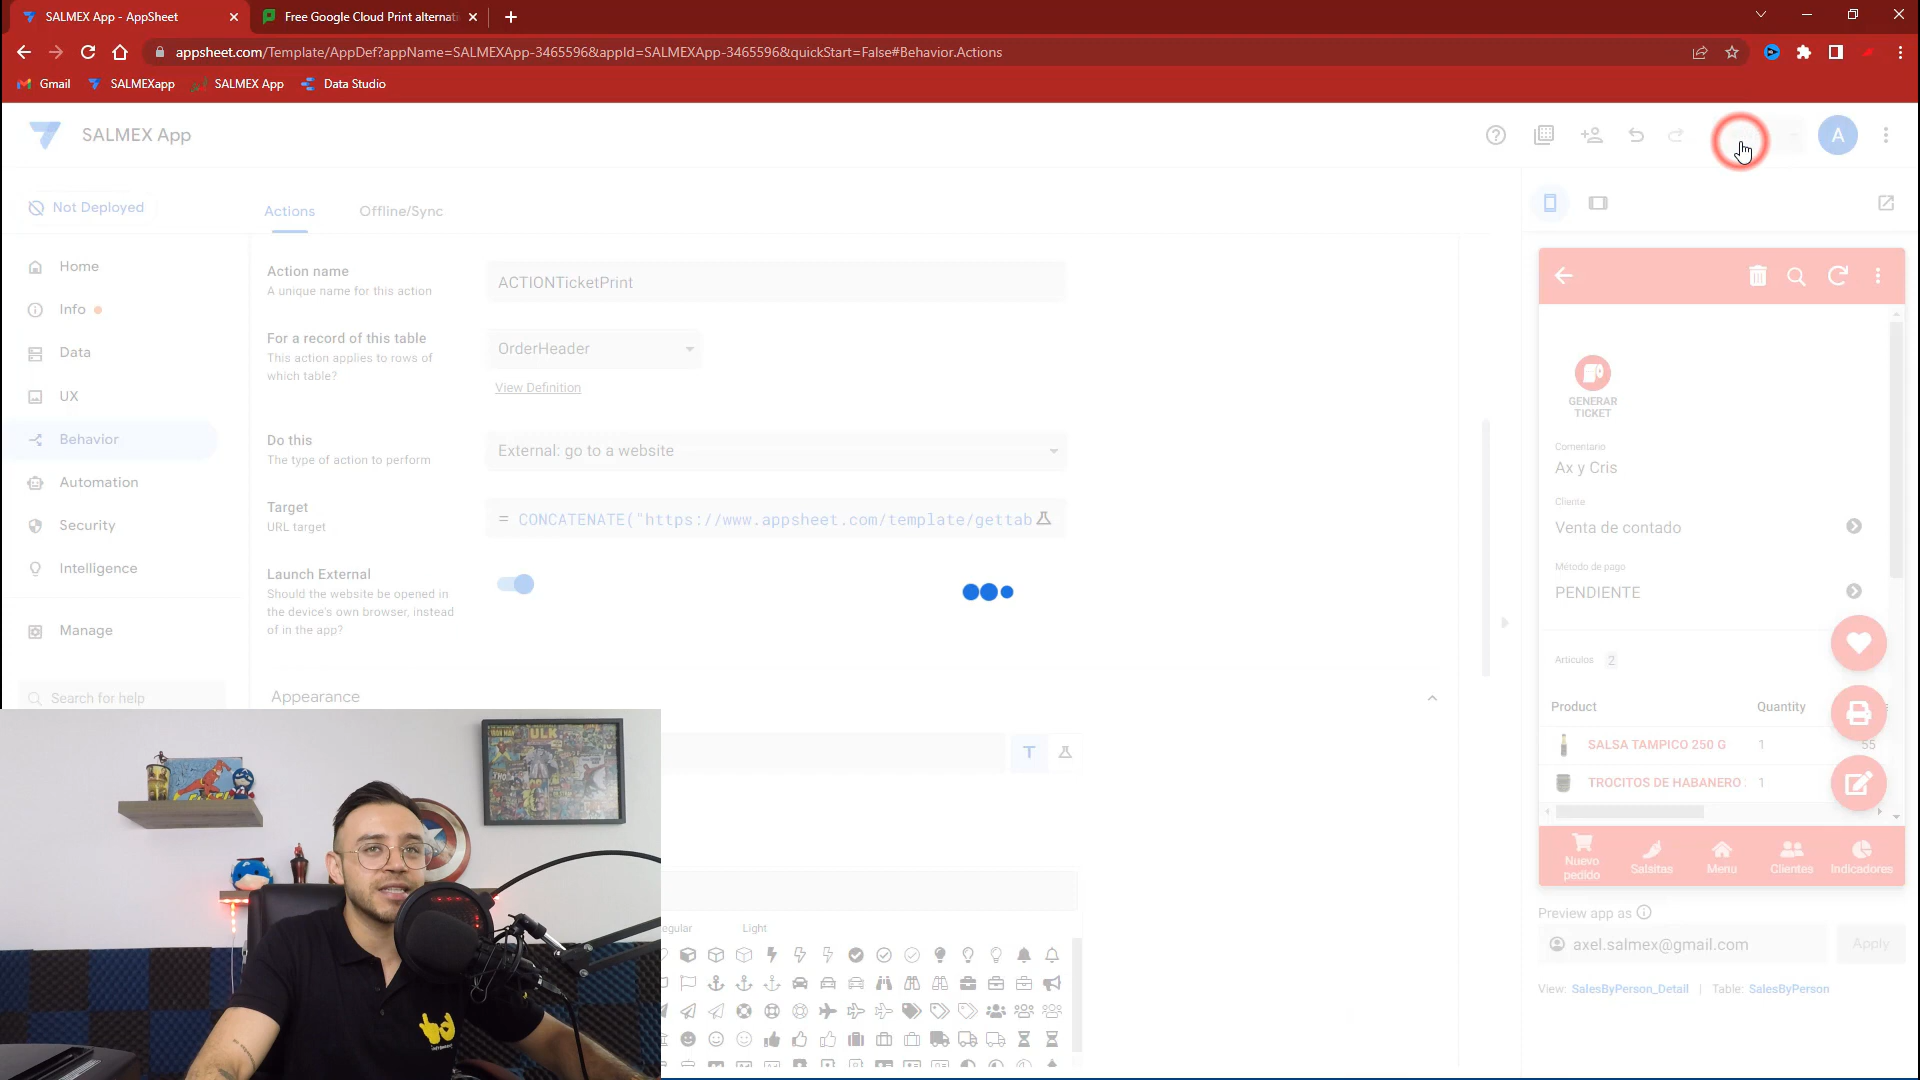 SALMEX App - AppSheet
Free Google Cloud Print alternati
appsheet.com/Template/AppDef?appName=SALMEXApp-3465596&appId=SALMEXApp-3465596&quickStart=False#Behavior.Actions
Gmail
SALMEXapp
SALMEX App
Data Studio
SALMEX App
A
Not Deployed
Actions
Offline/Sync
Home
Info
Data
UX
Behavior
Automation
Security
Intelligence
Manage
Search for help
Action name
A unique name for this action
ACTIONTicketPrint
For a record of this table
This action applies to rows of
which table?
OrderHeader
View Definition
Do this
The type of action to perform
External: go to a website
Target
URL target
= CONCATENATE("https://www.appsheet.com/template/gettab
Launch External
Should the website be opened in
the device's own browser, instead
of in the app?
Appearance
T
egular
Light
GENERAR
TICKET
Comentario
Ax y Cris
Cliente
Venta de contado
Método de pago
PENDIENTE
Artículos 2
Product
Quantity
SALSA TAMPICO 250 G
1
55
TROCITOS DE HABANERO
1
Nuevo
pedido
Salsitas
Menu
Clientes
Indicadores
Preview app as
axel.salmex@gmail.com
Apply
View: SalesByPerson_Detail | Table: SalesByPerson
ULK